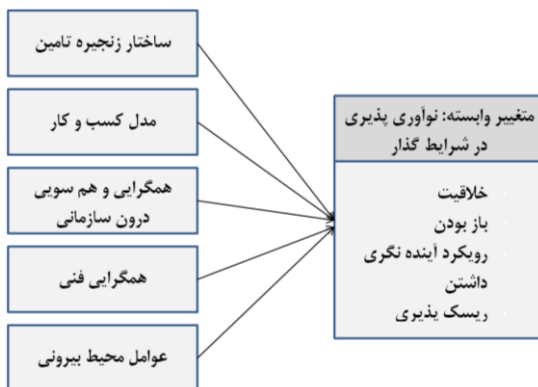 ساختار زنجیره تامین
مدل کسب و کار
همگرایی و هم سویی
درون سازمانی
همگرایی فنی
عوامل محیط بیرونی
متغییر وابسته: نوآوری پذیری
در شرایط گذار
خلاقیت
باز بودن
رویکرد آینده نگری
داشتن
ریسک پذیری